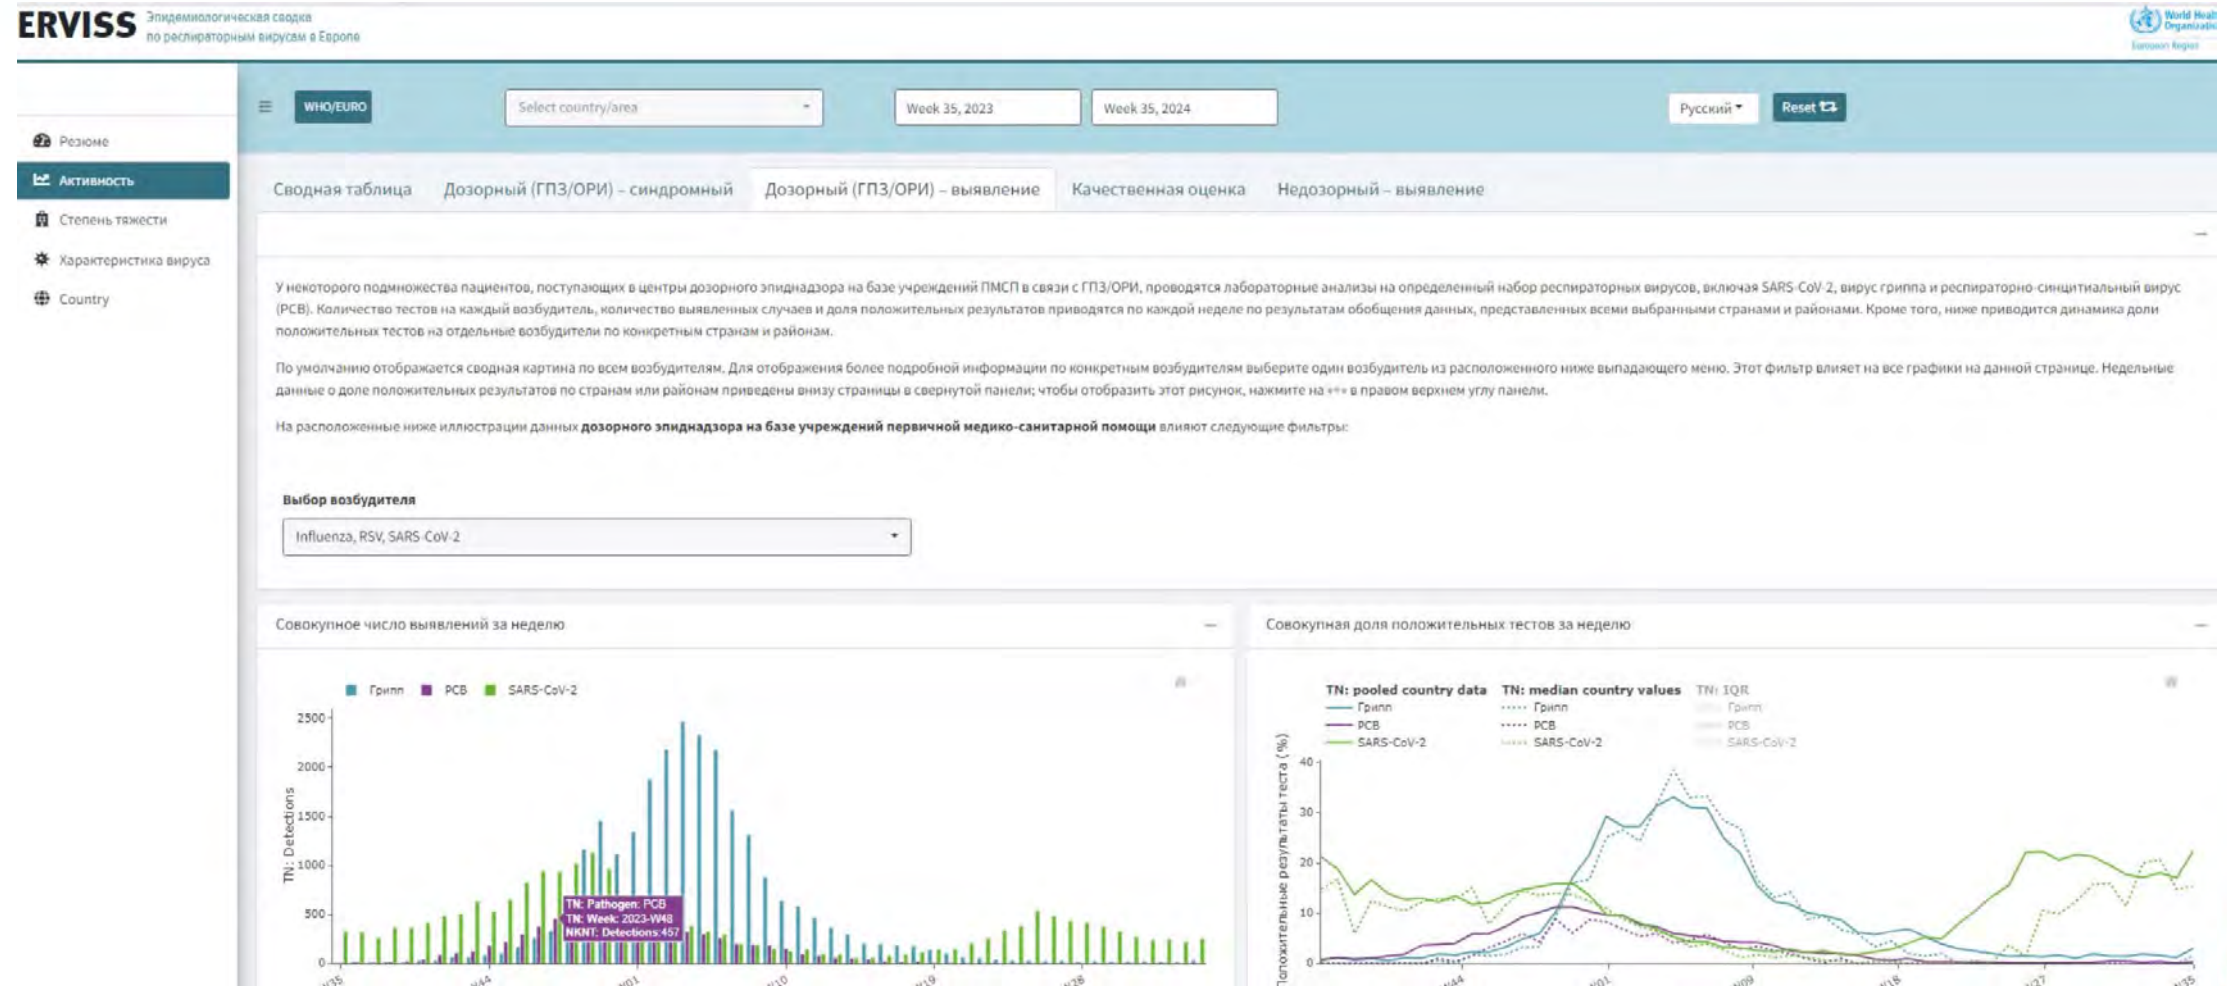 ERVISS
Эпидемиологическая сводка
по респираторным вирусам в Европе
World Heal
Organizati
European Region
WHO/EURO
Select country/area
Week 35, 2023
Week 35, 2024
Русский
Reset
Резюме
Активность
Степень тяжести
Характеристика вируса
Country
Сводная таблица
Дозорный (ГПЗ/ОРИ) – синдромный
Дозорный (ГПЗ/ОРИ) – выявление
Качественная оценка
Недозорный – выявление
У некоторого подмножества пациентов, поступающих в центры дозорного эпиднадзора на базе учреждений ПМСП в связи с ГПЗ/ОРИ, проводятся лабораторные анализы на определенный набор респираторных вирусов, включая SARS-CoV-2, вирус гриппа и респираторно-синцитиальный вирус
(РСВ). Количество тестов на каждый возбудитель, количество выявленных случаев и доля положительных результатов приводятся по каждой неделе по результатам обобщения данных, представленных всеми выбранными странами и районами. Кроме того, ниже приводится динамика доли
положительных тестов на отдельные возбудители по конкретным странам и районам.
По умолчанию отображается сводная картина по всем возбудителям. Для отображения более подробной информации по конкретным возбудителям выберите один возбудитель из расположенного ниже выпадающего меню. Этот фильтр влияет на все графики на данной странице. Недельные
данные о доле положительных результатов по странам или районам приведены внизу страницы в свернутой панели; чтобы отобразить этот рисунок, нажмите на «+» в правом верхнем углу панели.
На расположенные ниже иллюстрации данных дозорного эпиднадзора на базе учреждений первичной медико-санитарной помощи влияют следующие фильтры:
Выбор возбудителя
Influenza, RSV, SARS-CoV-2
Совокупное число выявлений за неделю
Грипп РСВ SARS-CoV-2
TN: Detections
2500
2000
1500
1000
500
0
TN: Pathogen: РСВ
TN: Week: 2023-W48
NKNT: Detections:457
Совокупная доля положительных тестов за неделю
TN: pooled country data TN: median country values TN: IQR
Грипп Грипп Грипп
РСВ РСВ РСВ
SARS-CoV-2 SARS-CoV-2 SARS-CoV-2
Положительные результаты теста (%)
40
30
20
10
0